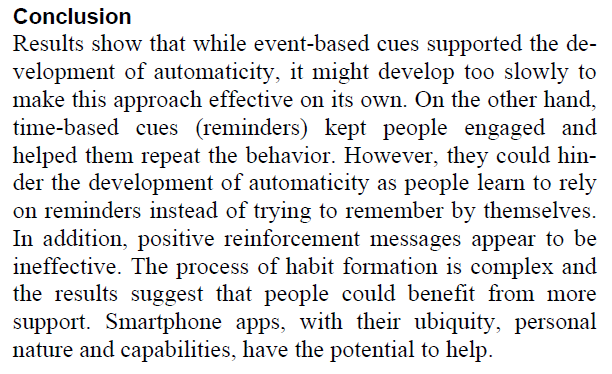 Conclusion
Results show that while event-based cues supported the de-
velopment of automaticity, it might develop too slowly to
make this approach effective on its own. On the other hand,
time-based cues (reminders) kept people engaged and
helped them repeat the behavior. However, they could hin-
der the development of automaticity as people learn to rely
on reminders instead of trying to remember by themselves.
In addition, positive reinforcement messages appear to be
ineffective. The process of habit formation is complex and
the results suggest that people could benefit from more
support. Smartphone apps, with their ubiquity, personal
nature and capabilities, have the potential to help.